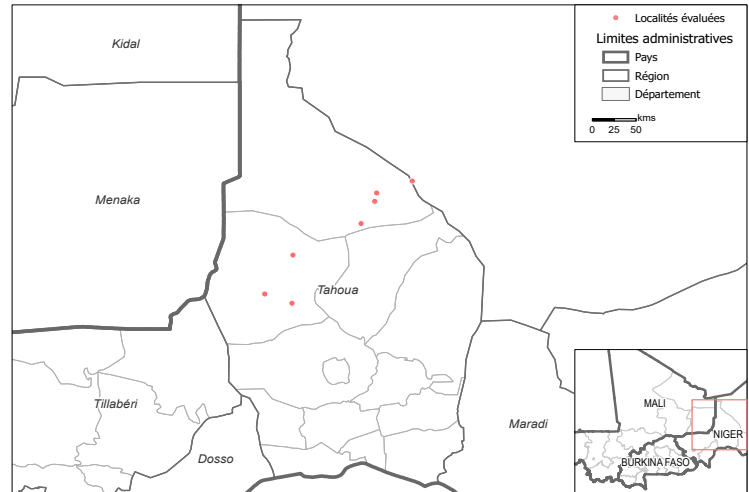 Localités évaluées
Limites administratives
Pays
Région
Département
kms
0 25 50
Kidal
Menaka
Tahoua
Tillabéri
Maradi
Dosso
MALI
NIGER
BURKINA FASO